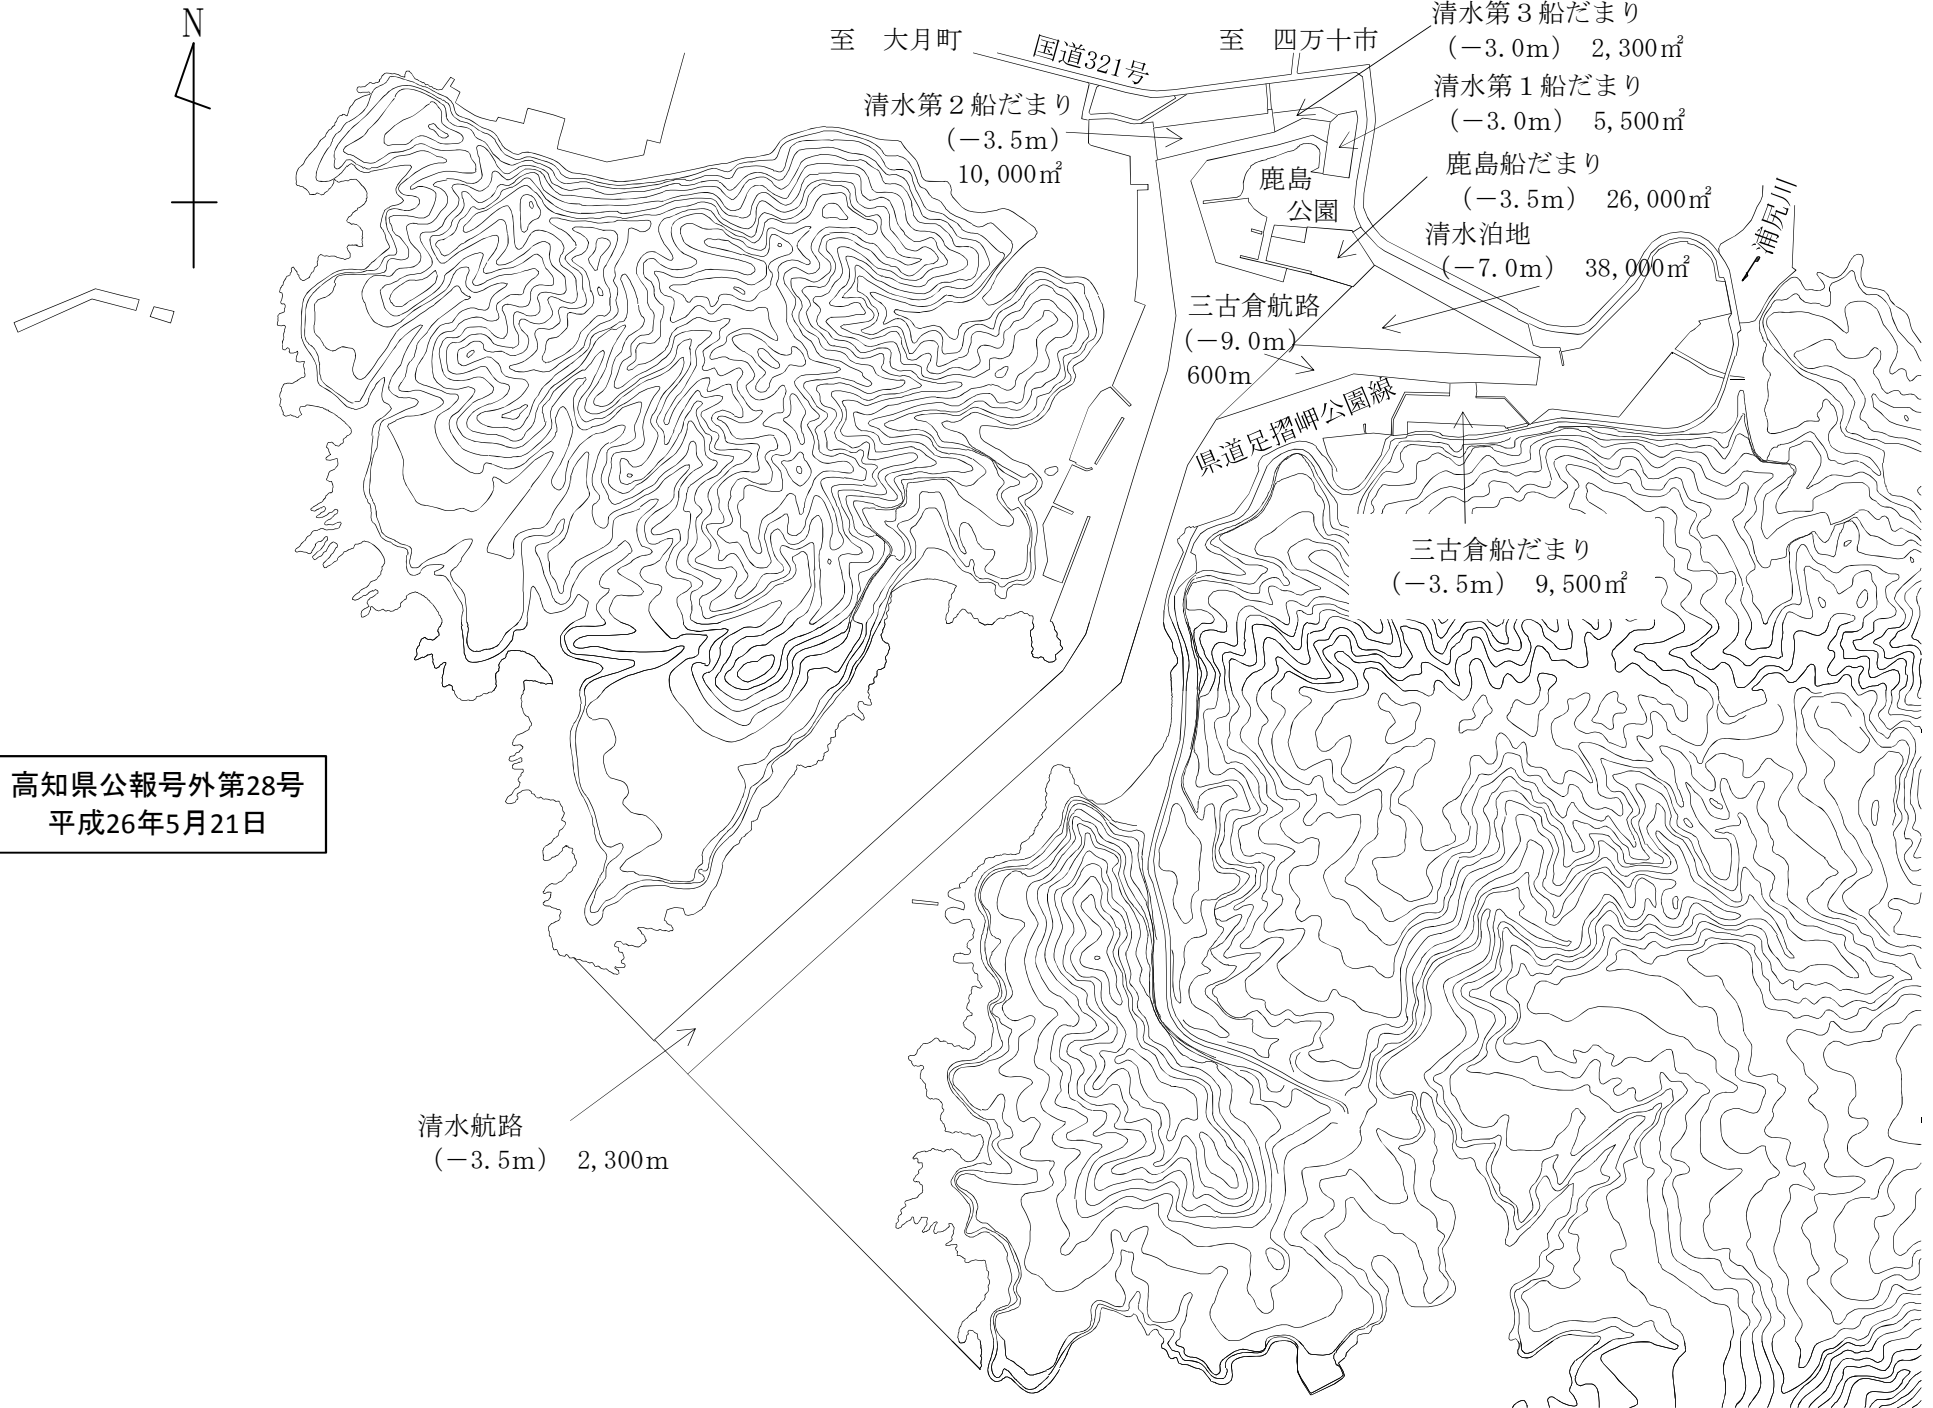 N
至　大月町
国道321号
至　四万十市
清水第３船だまり
(－3.0m)　2,300㎡
清水第１船だまり
(－3.0m)　5,500㎡
清水第２船だまり
(－3.5m)
10,000㎡
鹿島船だまり
(－3.5m)　26,000㎡
鹿島
公園
浦尻川
清水泊地
(－7.0m)　38,000㎡
三古倉航路
(－9.0m)
600m
県道足摺岬公園線
三古倉船だまり
(－3.5m)　9,500㎡
高知県公報号外第28号
平成26年5月21日
清水航路
(－3.5m)　2,300m